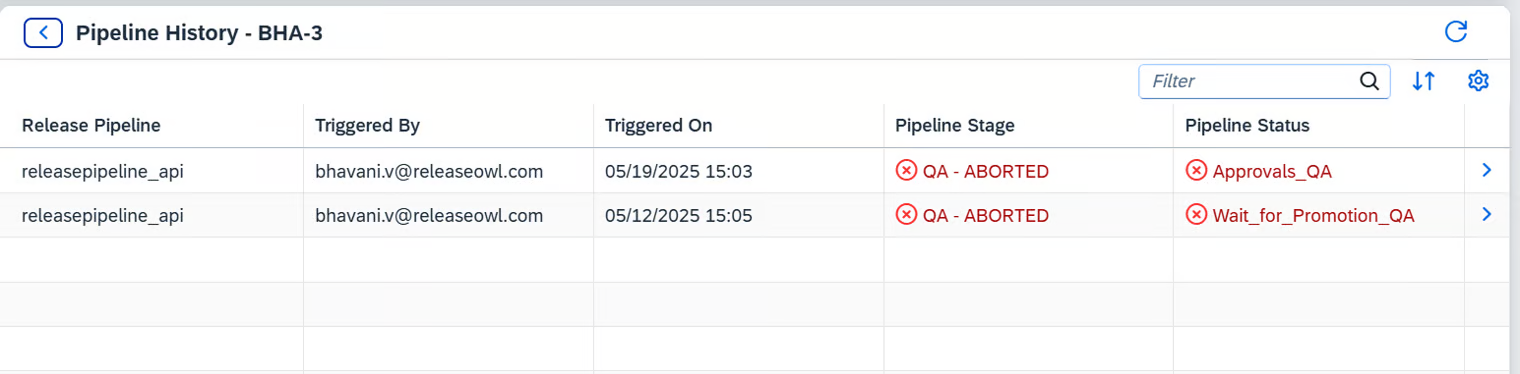 Pipeline History - BHA-3
Filter
Release Pipeline Triggered By Triggered On Pipeline Stage Pipeline Status
releasepipeline_api bhavani.v@releaseowl.com 05/19/2025 15:03 QA - ABORTED Approvals_QA
releasepipeline_api bhavani.v@releaseowl.com 05/12/2025 15:05 QA - ABORTED Wait_for_Promotion_QA